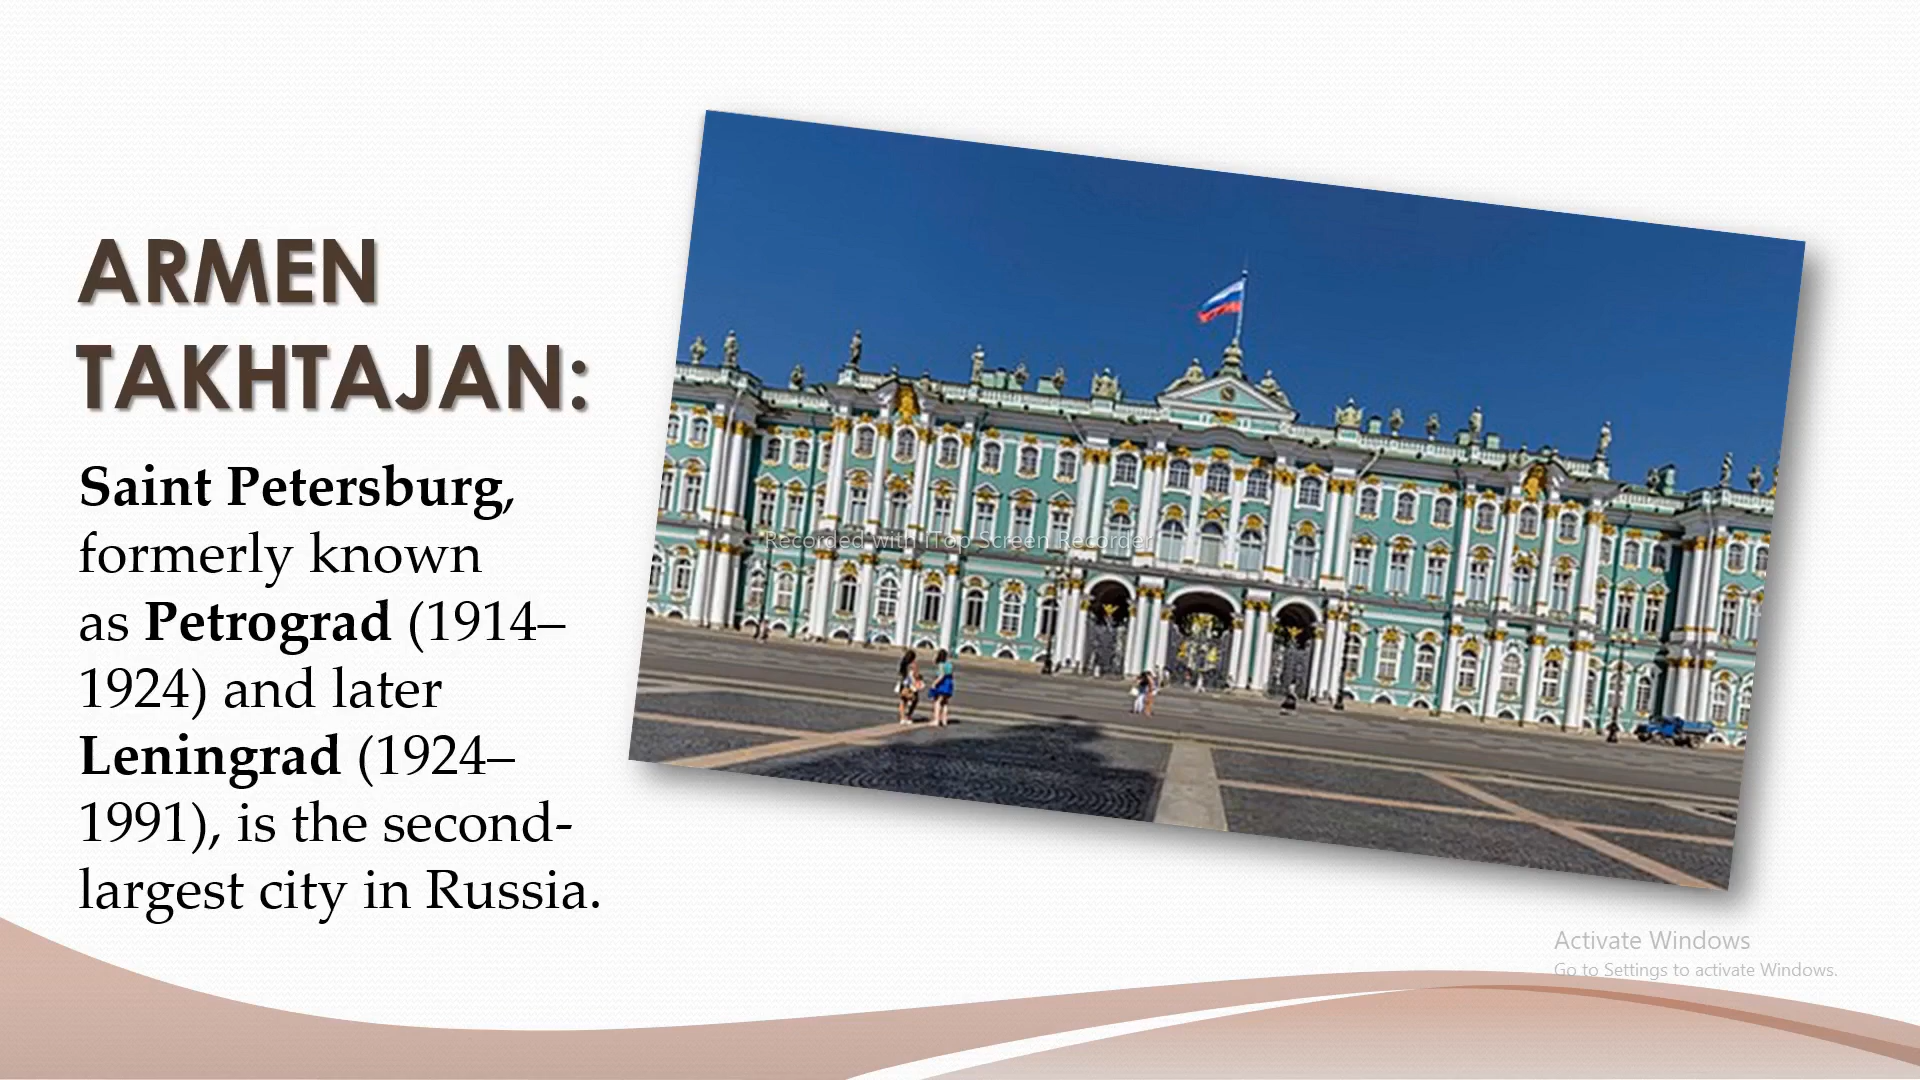 ARMEN
TAKHTAJAN:
Saint Petersburg,
formerly known
as Petrograd (1914–
1924) and later
Leningrad (1924–
1991), is the second-
largest city in Russia.
Recorded with iTop Screen Recorder
Activate Windows
Go to Settings to activate Windows.